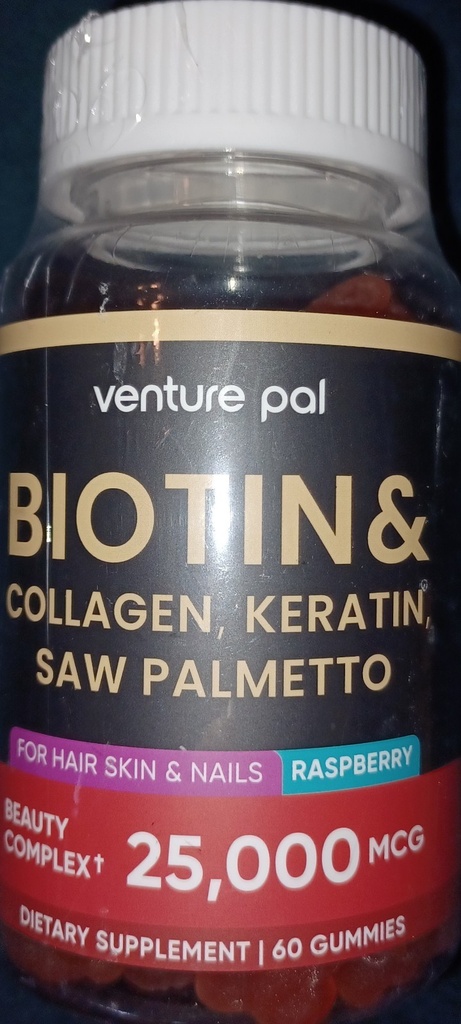 venture pal
BIOTIN&
COLLAGEN, KERATIN,
SAW PALMETTO
FOR HAIR SKIN & NAILS
RASPBERRY
BEAUTY
COMPLEX†
25,000 MCG
DIETARY SUPPLEMENT | 60 GUMMIES